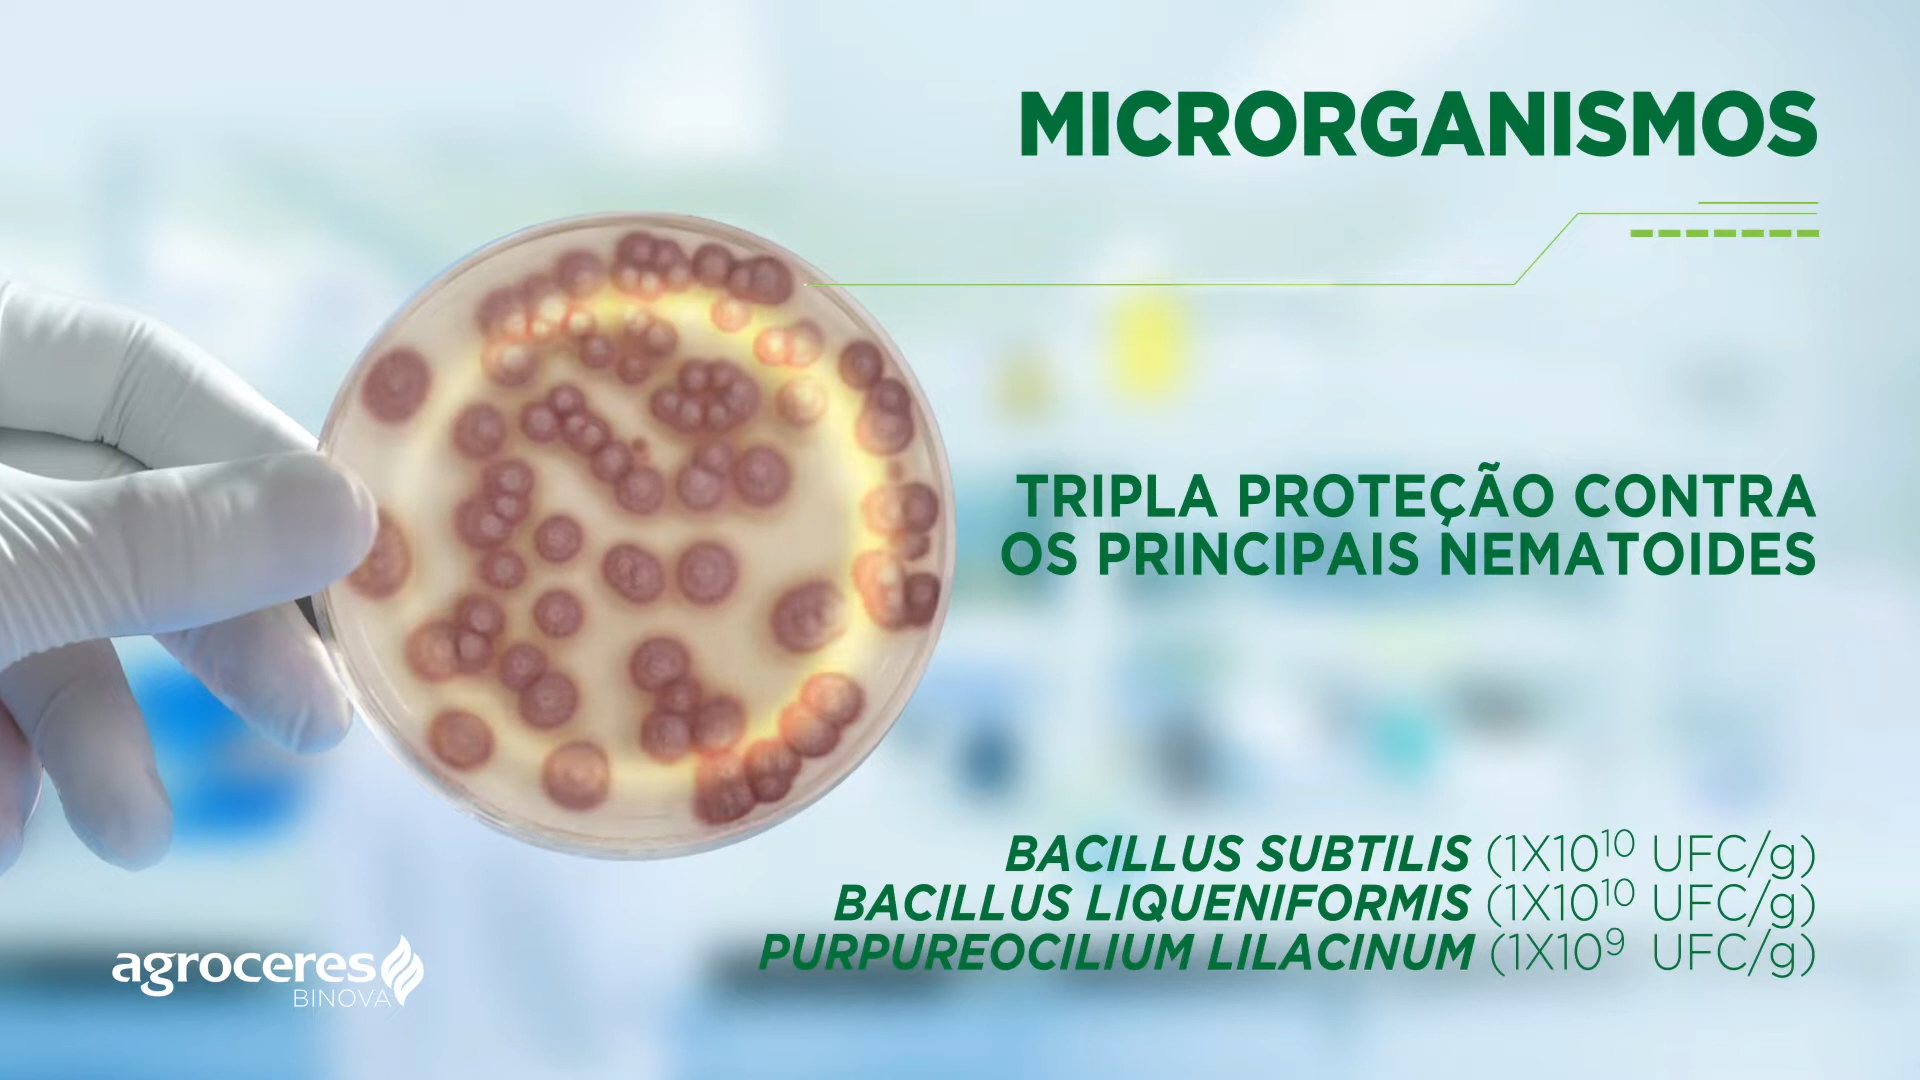 MICRORGANISMOS
TRIPLA PROTEÇÃO CONTRA
OS PRINCIPAIS NEMATOIDES
BACILLUS SUBTILIS (1X10¹⁰ UFC/g)
BACILLUS LIQUENIFORMIS (1X10¹⁰ UFC/g)
PURPUREOCILIUM LILACINUM (1X10⁹ UFC/g)
agroceres
BINOVA